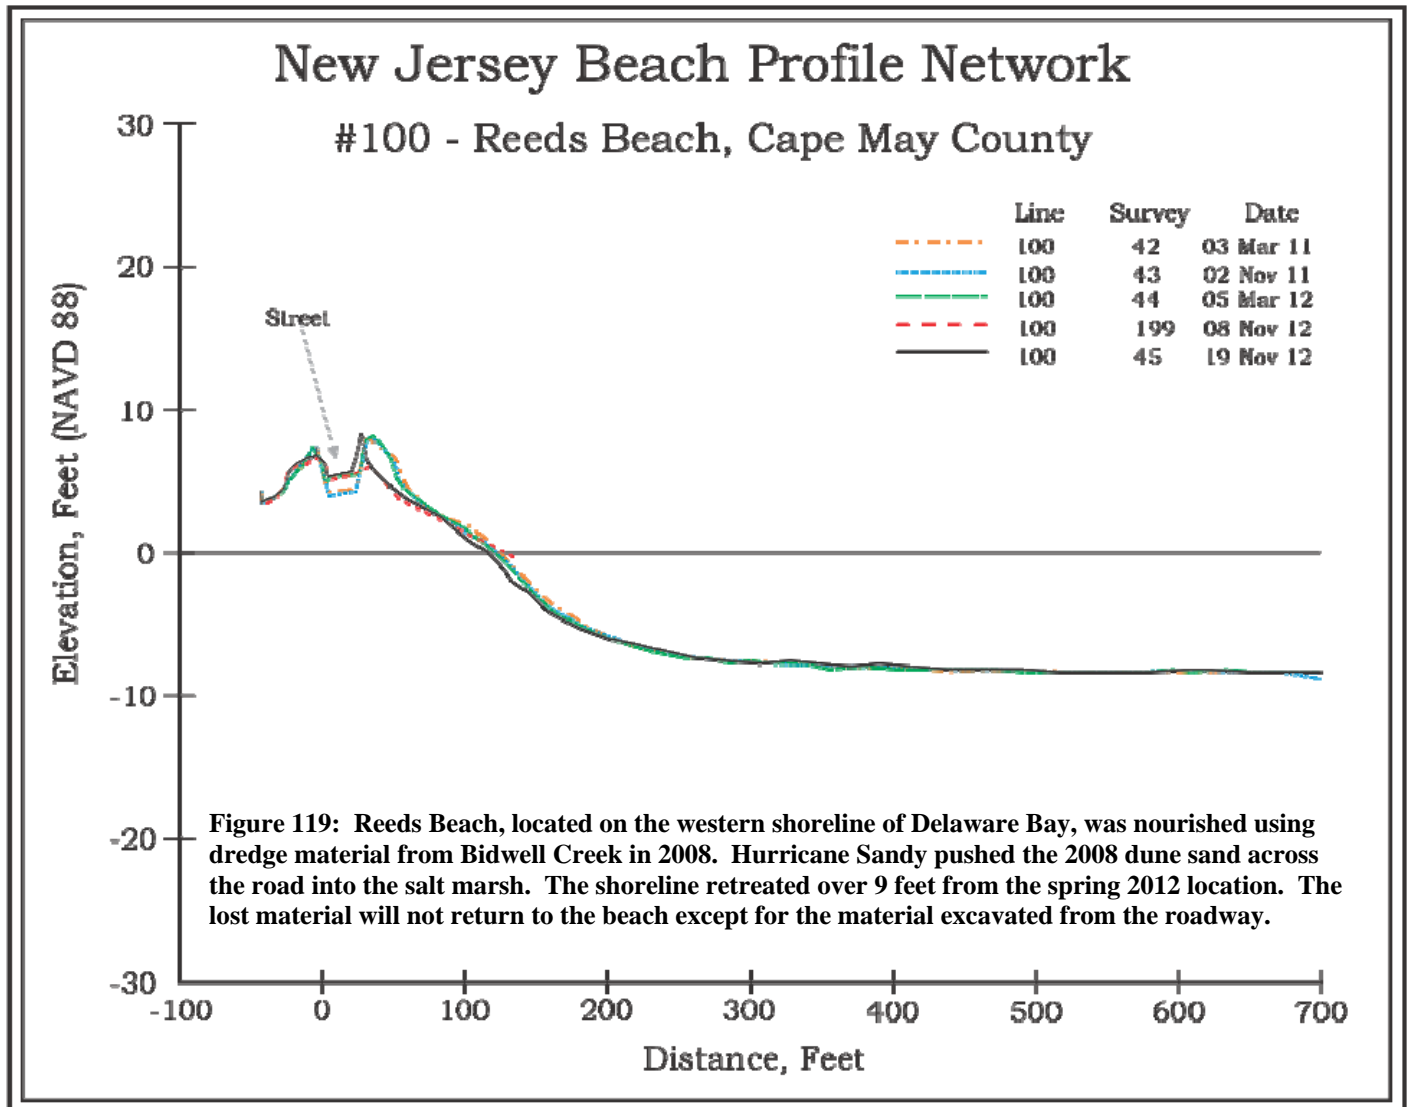 New Jersey Beach Profile Network
#100 - Reeds Beach, Cape May County
Line Survey Date
100 42 03 Mar 11
100 43 02 Nov 11
100 44 05 Mar 12
100 199 08 Nov 12
100 45 19 Nov 12
Street
Elevation, Feet (NAVD 88)
30
20
10
0
-10
-20
-30
Figure 119: Reeds Beach, located on the western shoreline of Delaware Bay, was nourished using
dredge material from Bidwell Creek in 2008. Hurricane Sandy pushed the 2008 dune sand across
the road into the salt marsh. The shoreline retreated over 9 feet from the spring 2012 location. The
lost material will not return to the beach except for the material excavated from the roadway.
-100 0 100 200 300 400 500 600 700
Distance, Feet